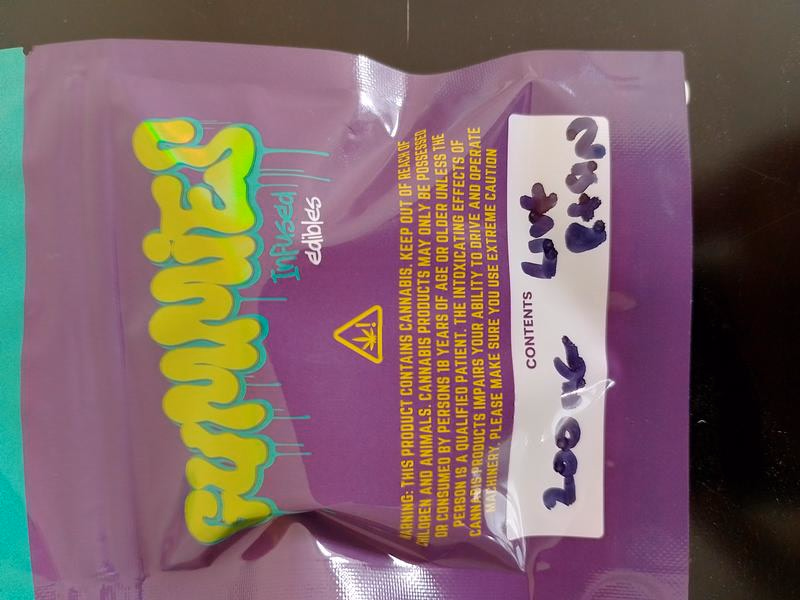 GUMMiES
Infused
edibles
WARNING: THIS PRODUCT CONTAINS CANNABIS. KEEP OUT OF REACH OF
CHILDREN AND ANIMALS. CANNABIS PRODUCTS MAY ONLY BE POSSESSED
OR CONSUMED BY PERSONS 18 YEARS OF AGE OR OLDER UNLESS THE
PERSON IS A QUALIFIED PATIENT. THE INTOXICATING EFFECTS OF
CANNABIS PRODUCTS IMPAIRS YOUR ABILITY TO DRIVE AND OPERATE
MACHINERY, PLEASE MAKE SURE YOU USE EXTREME CAUTION
CONTENTS
200